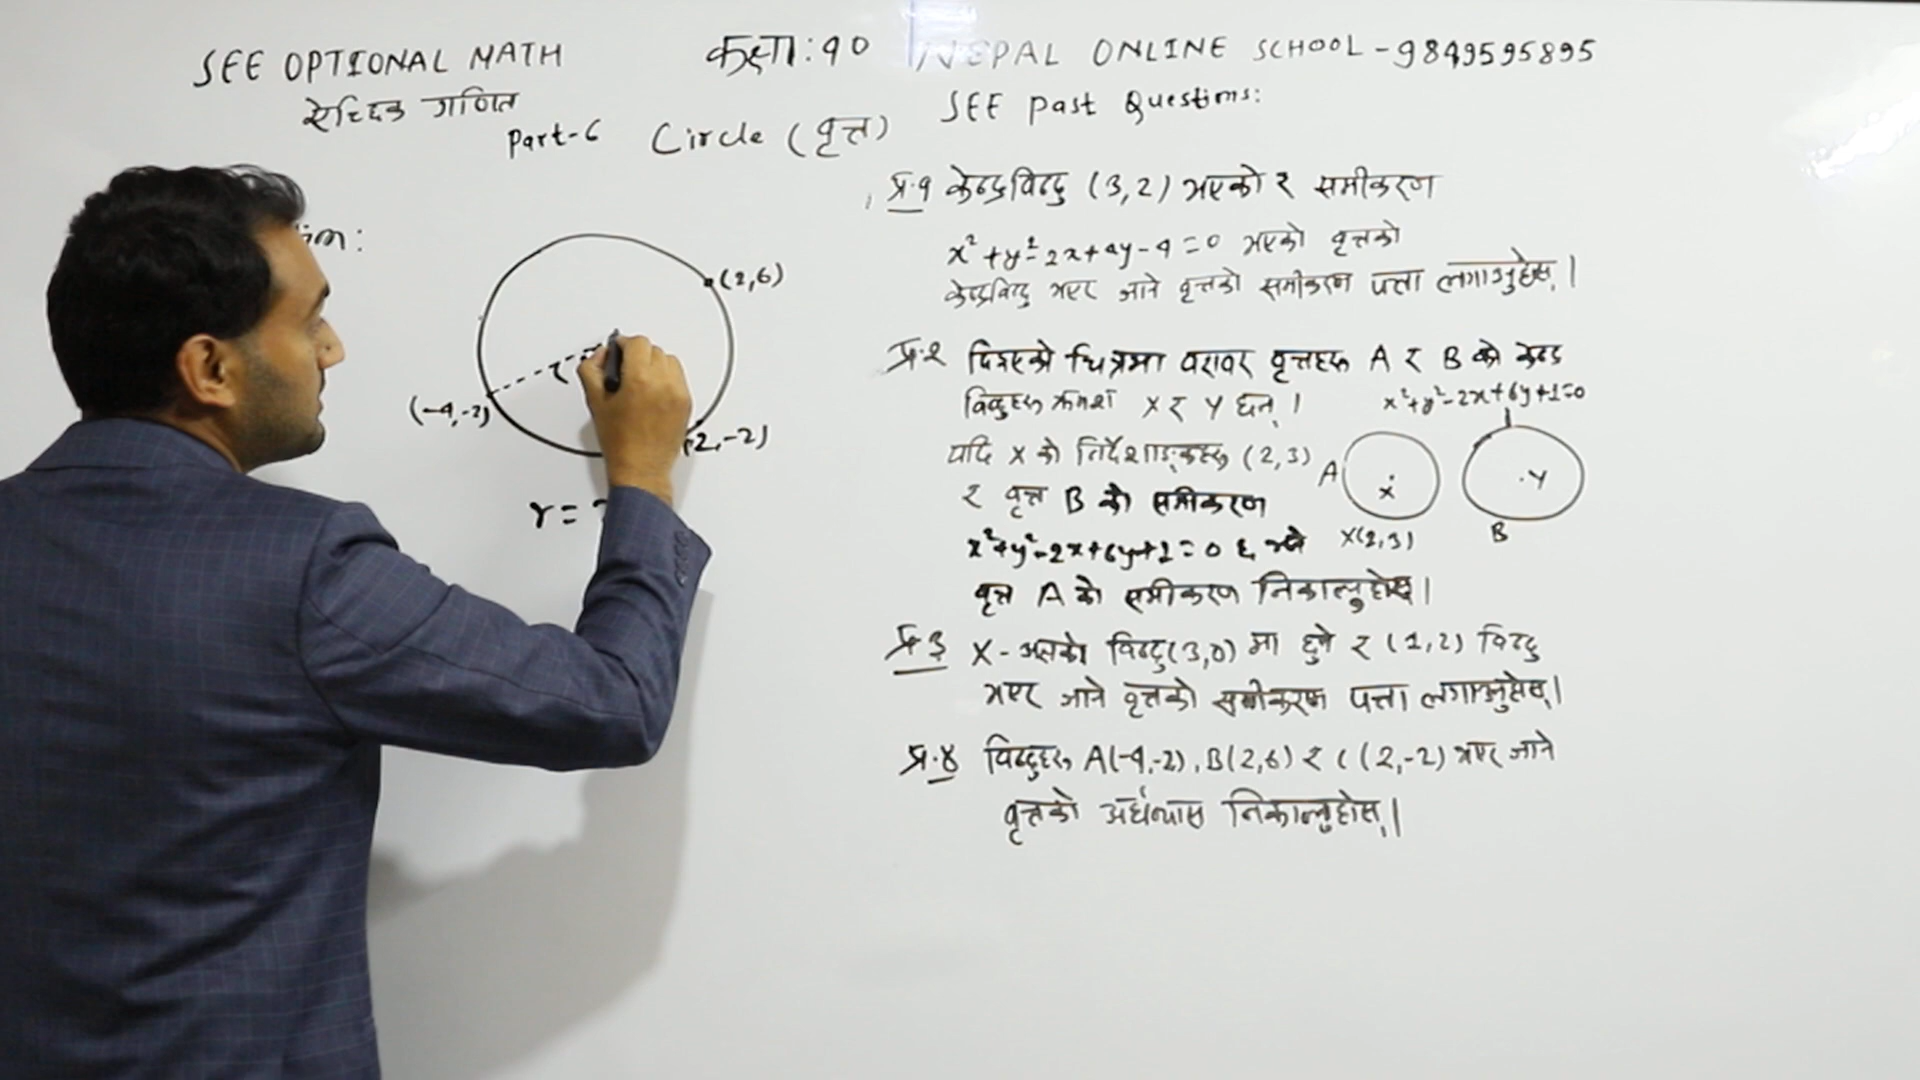 SEE OPTIONAL MATH
कक्षा: १०
NEPAL ONLINE SCHOOL - 9849595895
ऐच्छिक गणित
SEE past Questions:
Part-6 Circle (वृत्त)
प्र.१ केन्द्रविन्दु (3,2) भएको र समीकरण
x²+y²-2x+4y-4=0 भएको वृत्तको
केन्द्रविन्दु भएर जाने वृत्तको समीकरण पत्ता लगाउनुहोस् ।
प्र.२ दिइएको चित्रमा बराबर वृत्तहरू A र B को केन्द्र
विन्दुहरू क्रमशः X र Y छन् ।
यदि X को निर्देशाङ्कहरू (2,3)
र वृत्त B को समीकरण
x²+y²-2x+6y+1=0 छ भने
वृत्त A को समीकरण निकाल्नुहोस् ।
x²+y²-2x+6y+1=0
A
X
Y
X(2,3)
B
प्र.३ X-अक्षको विन्दु(3,0) मा हुने र (1,2) विन्दु
भएर जाने वृत्तको समीकरण पत्ता लगाउनुहोस् ।
प्र.४ विन्दुहरू A(-4,-2), B(2,6) र C(2,-2) भएर जाने
वृत्तको अर्धव्यास निकाल्नुहोस् ।
(2,6)
(-4,-2)
(2,-2)
r =